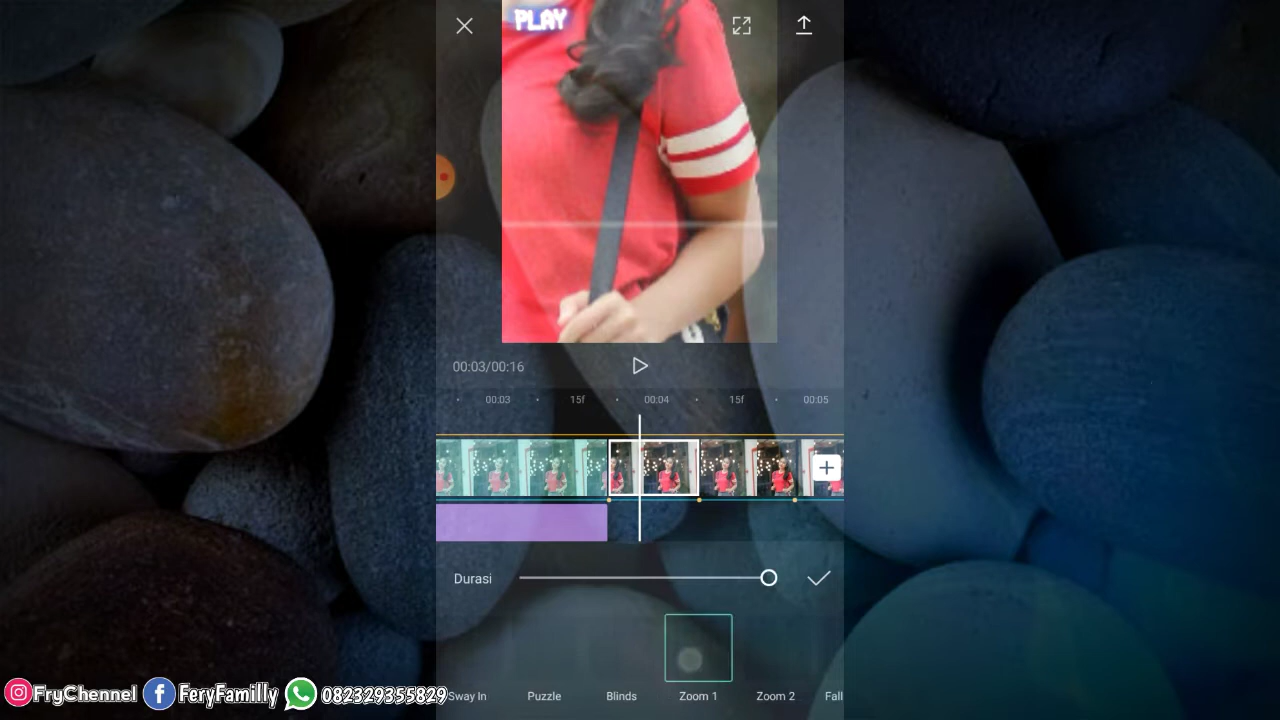 PLAY
00:03/00:16
00:03
15f
00:04
15f
00:05
Durasi
Sway In
Puzzle
Blinds
Zoom 1
Zoom 2
Fall
FryChennel
FeryFamilly
082329355829